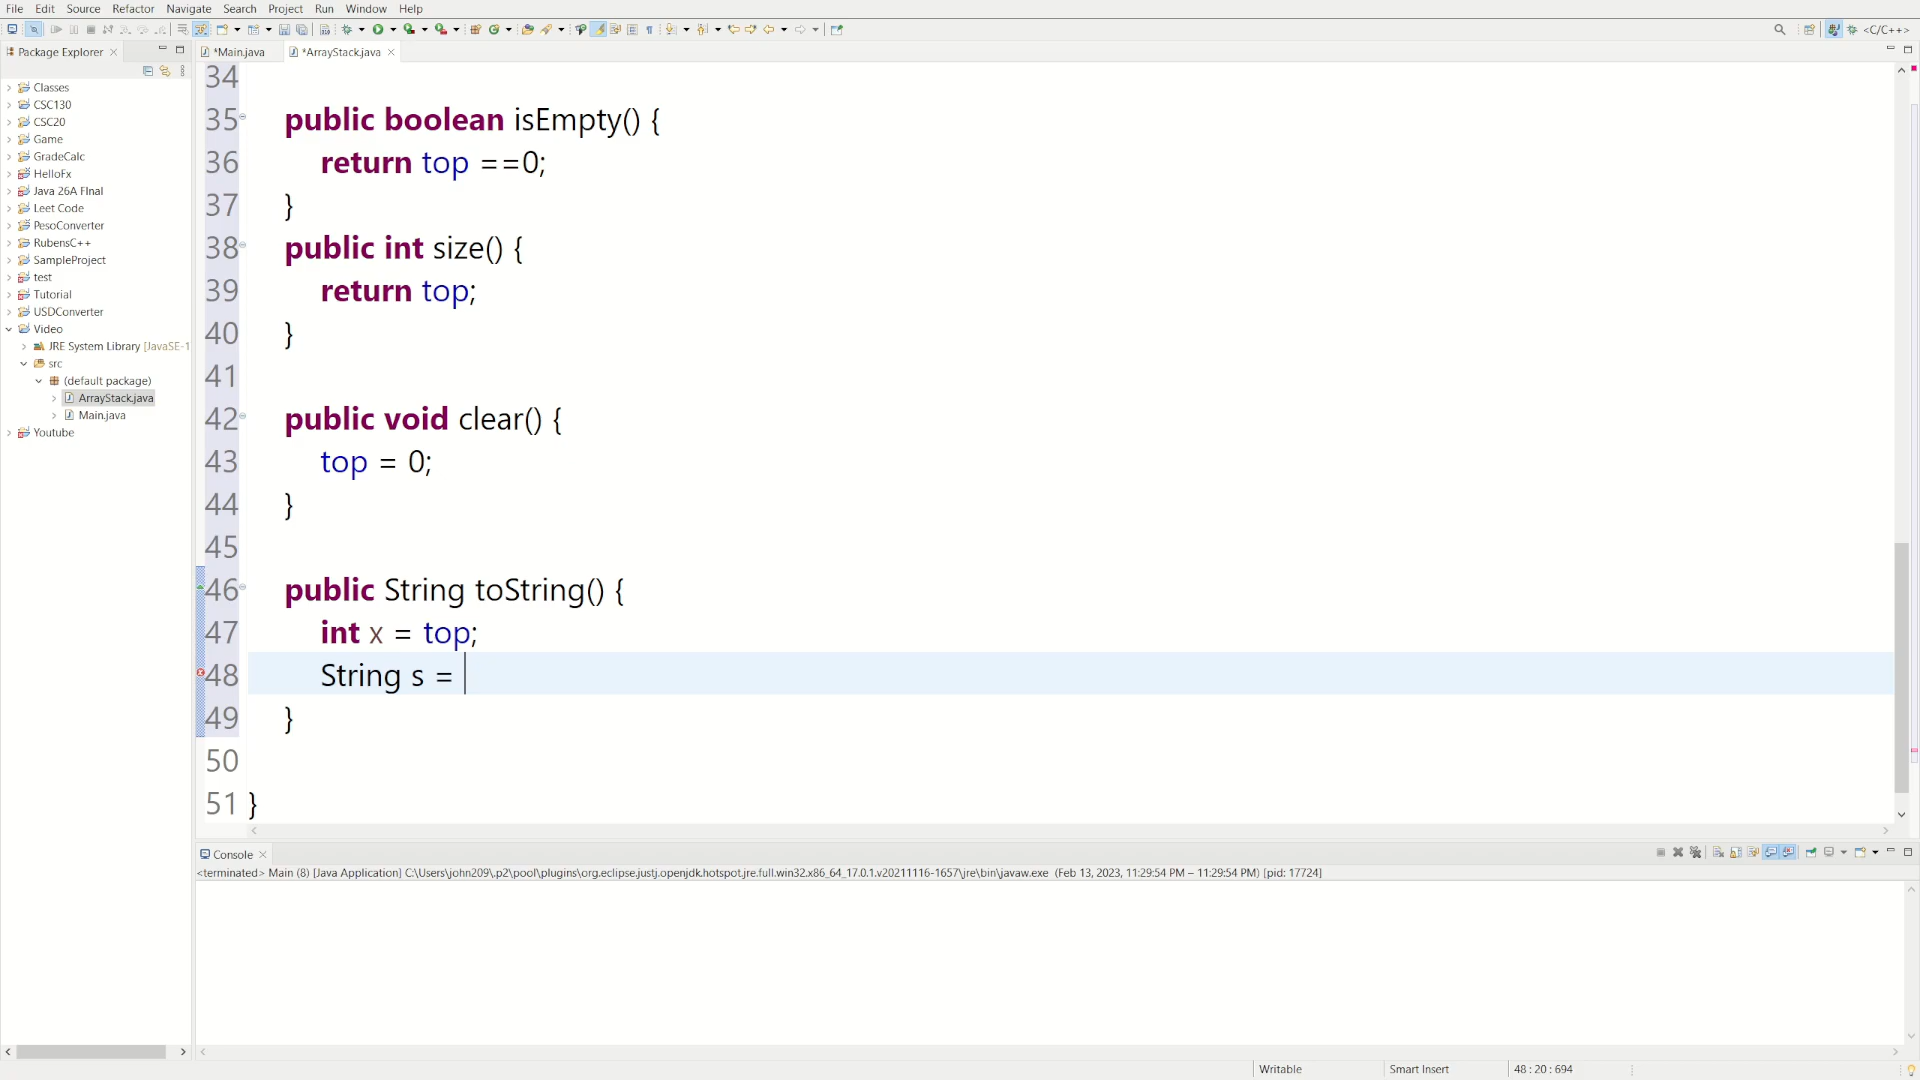 File Edit Source Refactor Navigate Search Project Run Window Help
<C/C++>
Package Explorer
*Main.java
*ArrayStack.java
Classes
CSC130
CSC20
Game
GradeCalc
HelloFx
Java 26A FInal
Leet Code
PesoConverter
RubensC++
SampleProject
test
Tutorial
USDConverter
Video
JRE System Library [JavaSE-1
src
(default package)
ArrayStack.java
Main.java
Youtube
34
35 public boolean isEmpty() {
36 return top ==0;
37 }
38 public int size() {
39 return top;
40 }
41
42 public void clear() {
43 top = 0;
44 }
45
46 public String toString() {
47 int x = top;
48 String s =
49 }
50
51 }
Console
<terminated> Main (8) [Java Application] C:\Users\john209\.p2\pool\plugins\org.eclipse.justj.openjdk.hotspot.jre.full.win32.x86_64_17.0.1.v20211116-1657\jre\bin\javaw.exe (Feb 13, 2023, 11:29:54 PM – 11:29:54 PM) [pid: 17724]
Writable
Smart Insert
48 : 20 : 694